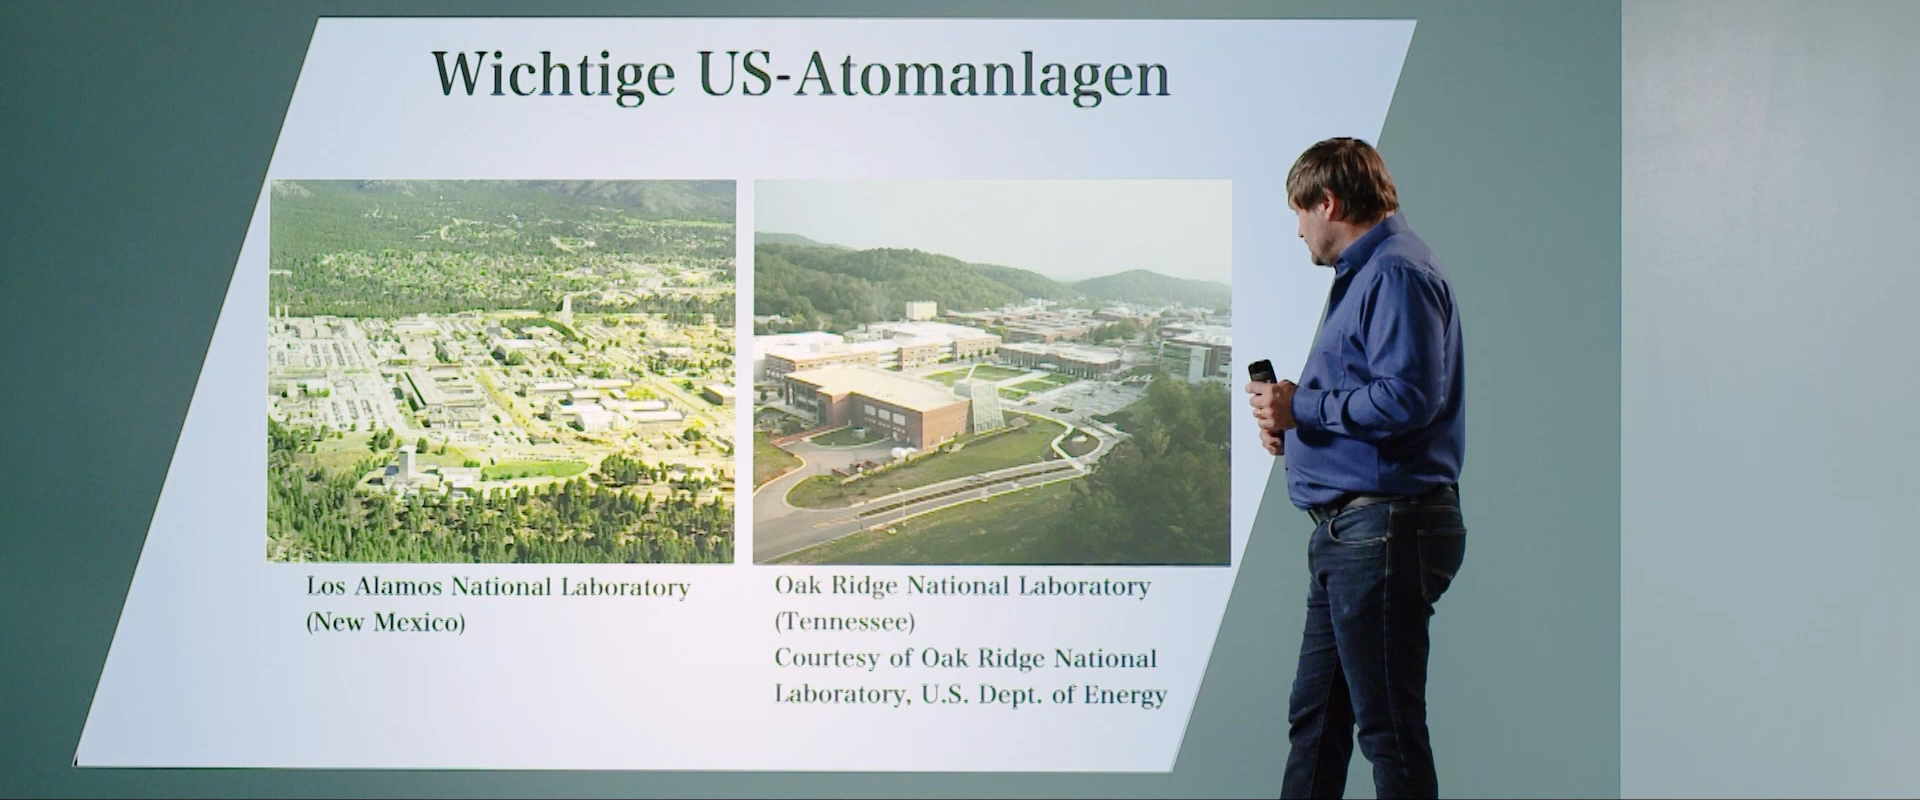 Wichtige US-Atomanlagen
Los Alamos National Laboratory
(New Mexico)
Oak Ridge National Laboratory
(Tennessee)
Courtesy of Oak Ridge National
Laboratory, U.S. Dept. of Energy